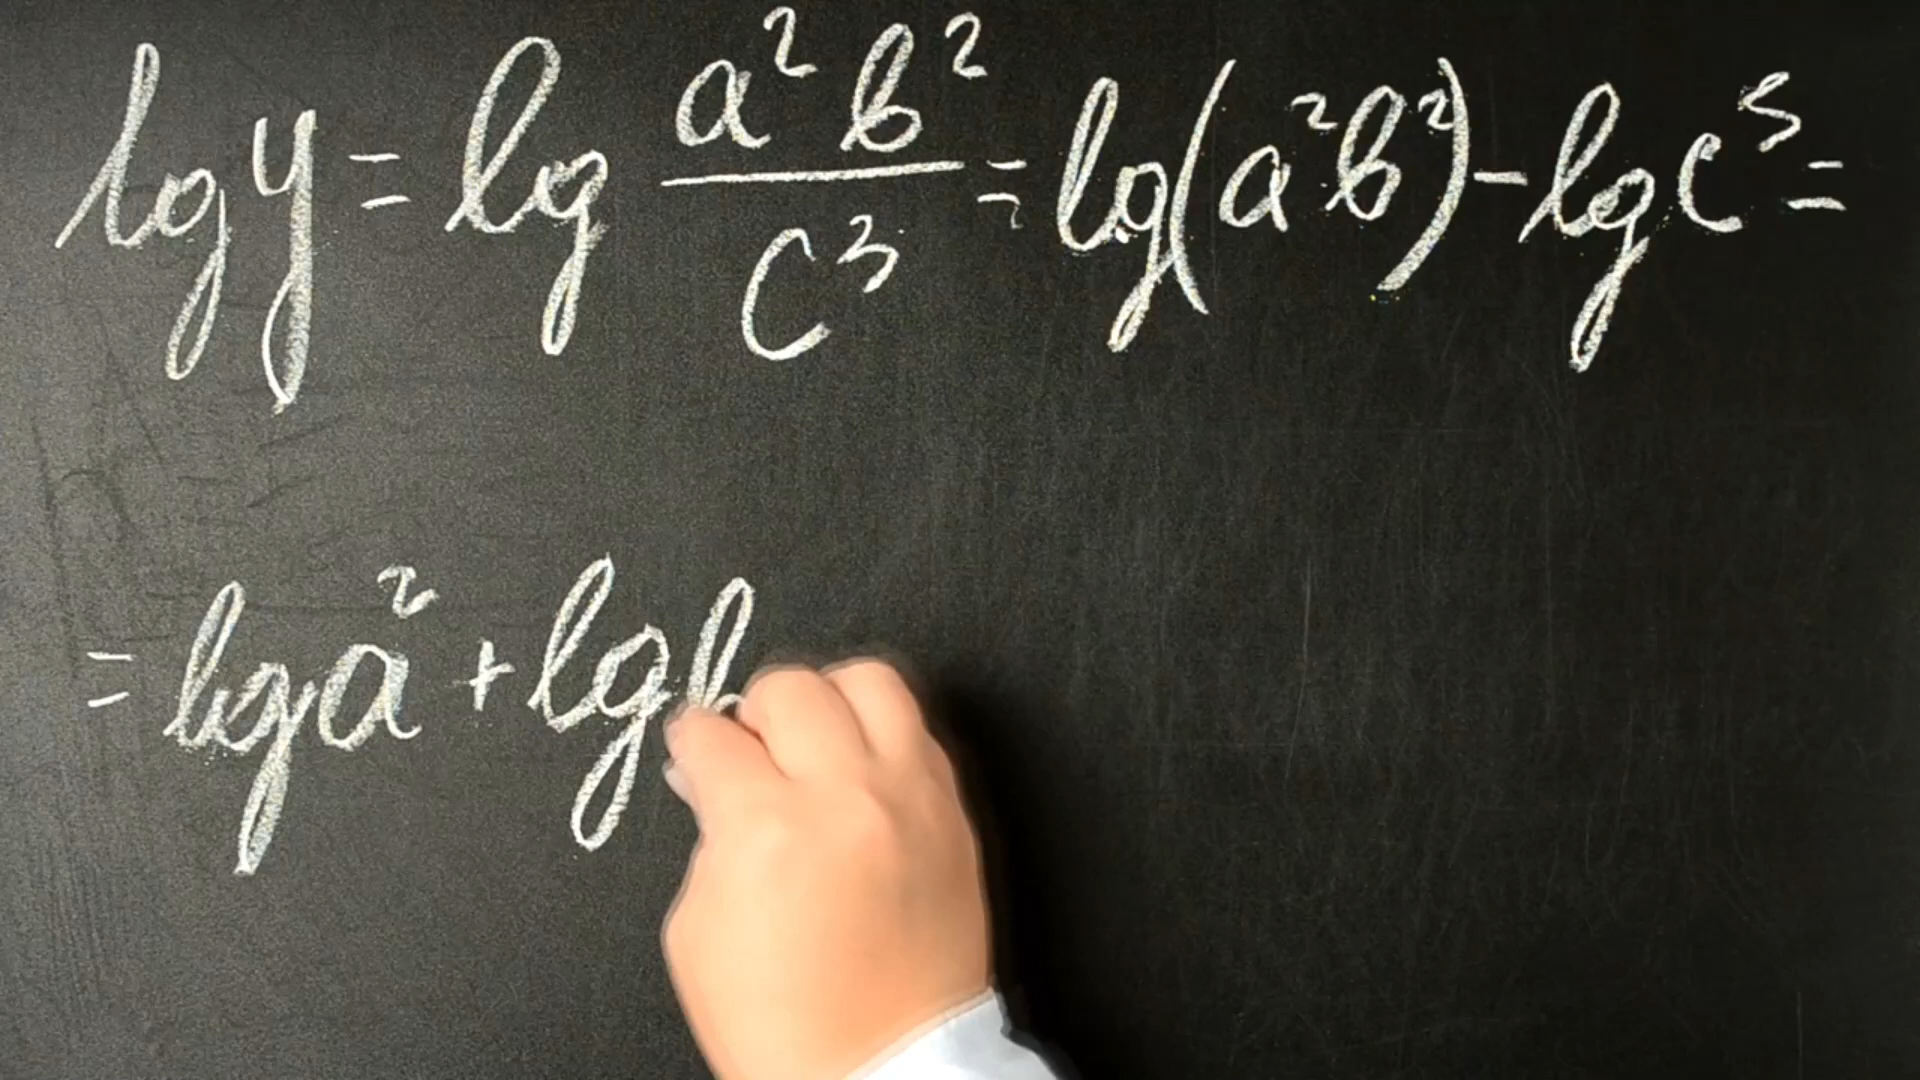 lg y = lg a²b²/c³ = lg(a²b²) - lg c³ =
= lg a² + lg b